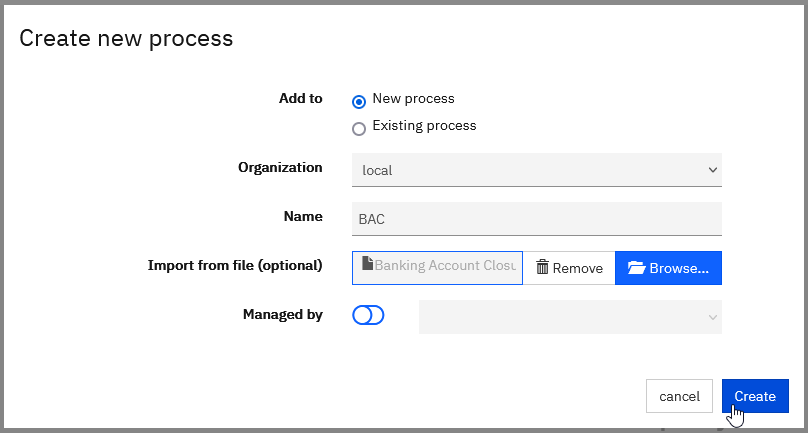 Create new process
Add to
New process
Existing process
Organization
local
Name
BAC
Import from file (optional)
Banking Account
Remove
Browse...
Managed by
cancel
Create